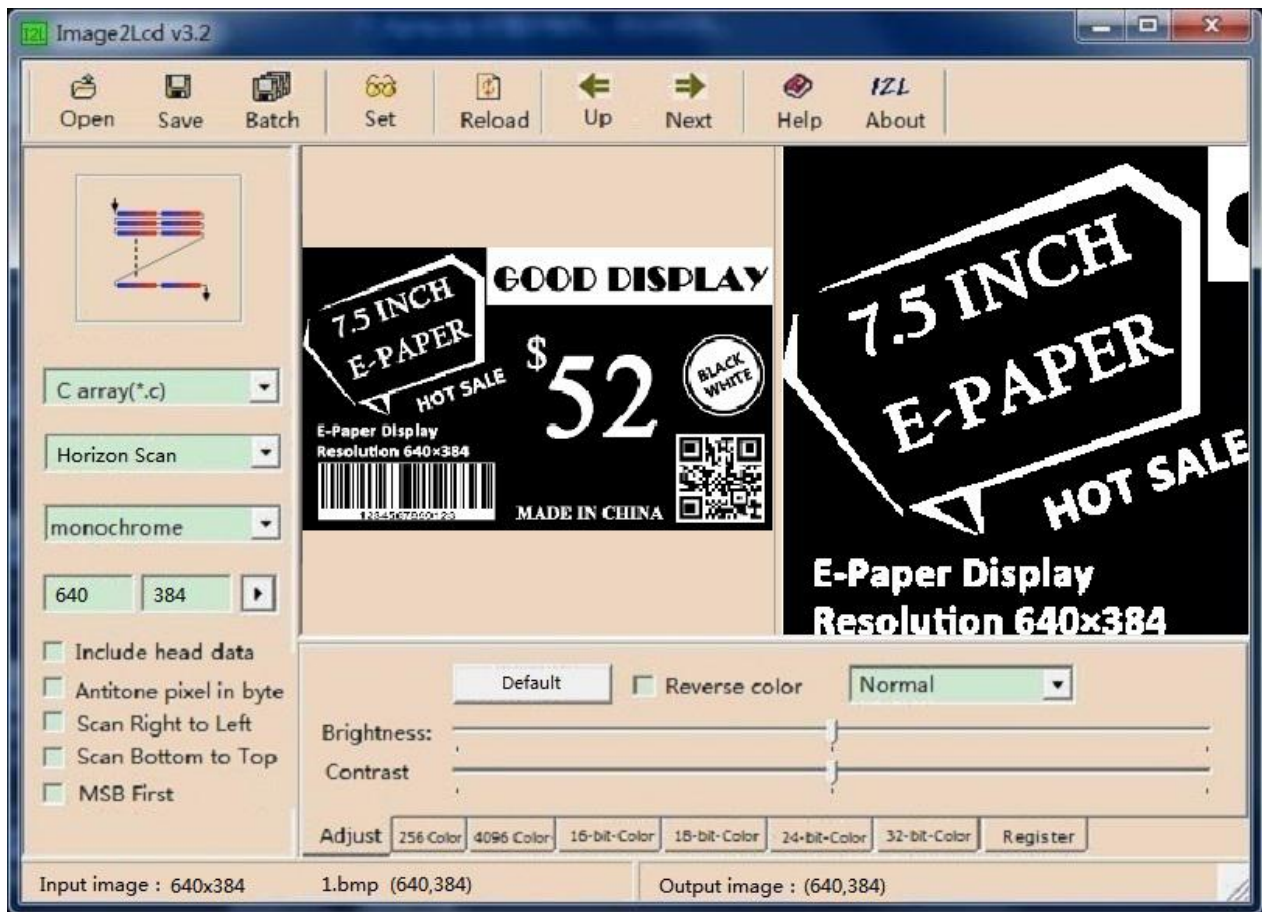 I2L Image2Lcd v3.2
Open Save Batch Set Reload Up Next Help About
I2L
C array(*.c)
Horizon Scan
monochrome
640 384
Include head data
Antitone pixel in byte
Scan Right to Left
Scan Bottom to Top
MSB First
GOOD DISPLAY
7.5 INCH
E-PAPER
HOT SALE
$52
BLACK
WHITE
E-Paper Display
Resolution 640×384
MADE IN CHINA
7.5 INCH
E-PAPER
HOT SALE
E-Paper Display
Resolution 640×384
Default Reverse color Normal
Brightness:
Contrast
Adjust 256 Color 4096 Color 16-bit-Color 18-bit-Color 24-bit-Color 32-bit-Color Register
Input image : 640x384 1.bmp (640,384) Output image : (640,384)